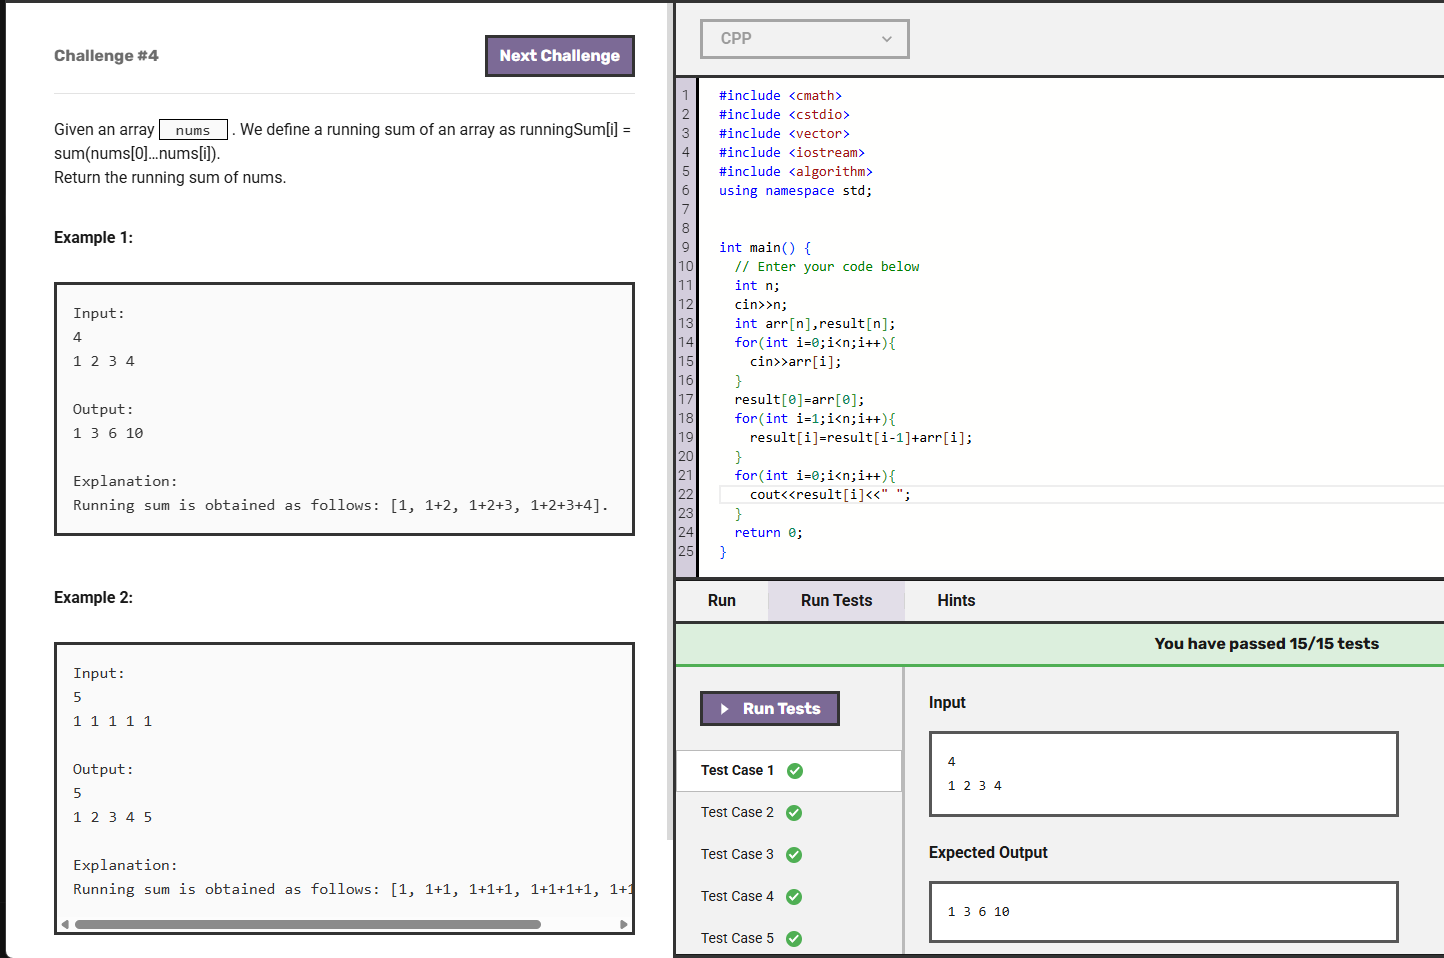 Challenge #4
Next Challenge
Given an array nums . We define a running sum of an array as runningSum[i] =
sum(nums[0]...nums[i]).
Return the running sum of nums.
Example 1:
Input:
4
1 2 3 4
Output:
1 3 6 10
Explanation:
Running sum is obtained as follows: [1, 1+2, 1+2+3, 1+2+3+4].
Example 2:
Input:
5
1 1 1 1 1
Output:
5
1 2 3 4 5
Explanation:
Running sum is obtained as follows: [1, 1+1, 1+1+1, 1+1+1+1, 1+1
CPP
1 #include <cmath>
2 #include <cstdio>
3 #include <vector>
4 #include <iostream>
5 #include <algorithm>
6 using namespace std;
7
8
9 int main() {
10 // Enter your code below
11 int n;
12 cin>>n;
13 int arr[n],result[n];
14 for(int i=0;i<n;i++){
15 cin>>arr[i];
16 }
17 result[0]=arr[0];
18 for(int i=1;i<n;i++){
19 result[i]=result[i-1]+arr[i];
20 }
21 for(int i=0;i<n;i++){
22 cout<<result[i]<<" ";
23 }
24 return 0;
25 }
Run
Run Tests
Hints
You have passed 15/15 tests
Run Tests
Test Case 1
Test Case 2
Test Case 3
Test Case 4
Test Case 5
Input
4
1 2 3 4
Expected Output
1 3 6 10